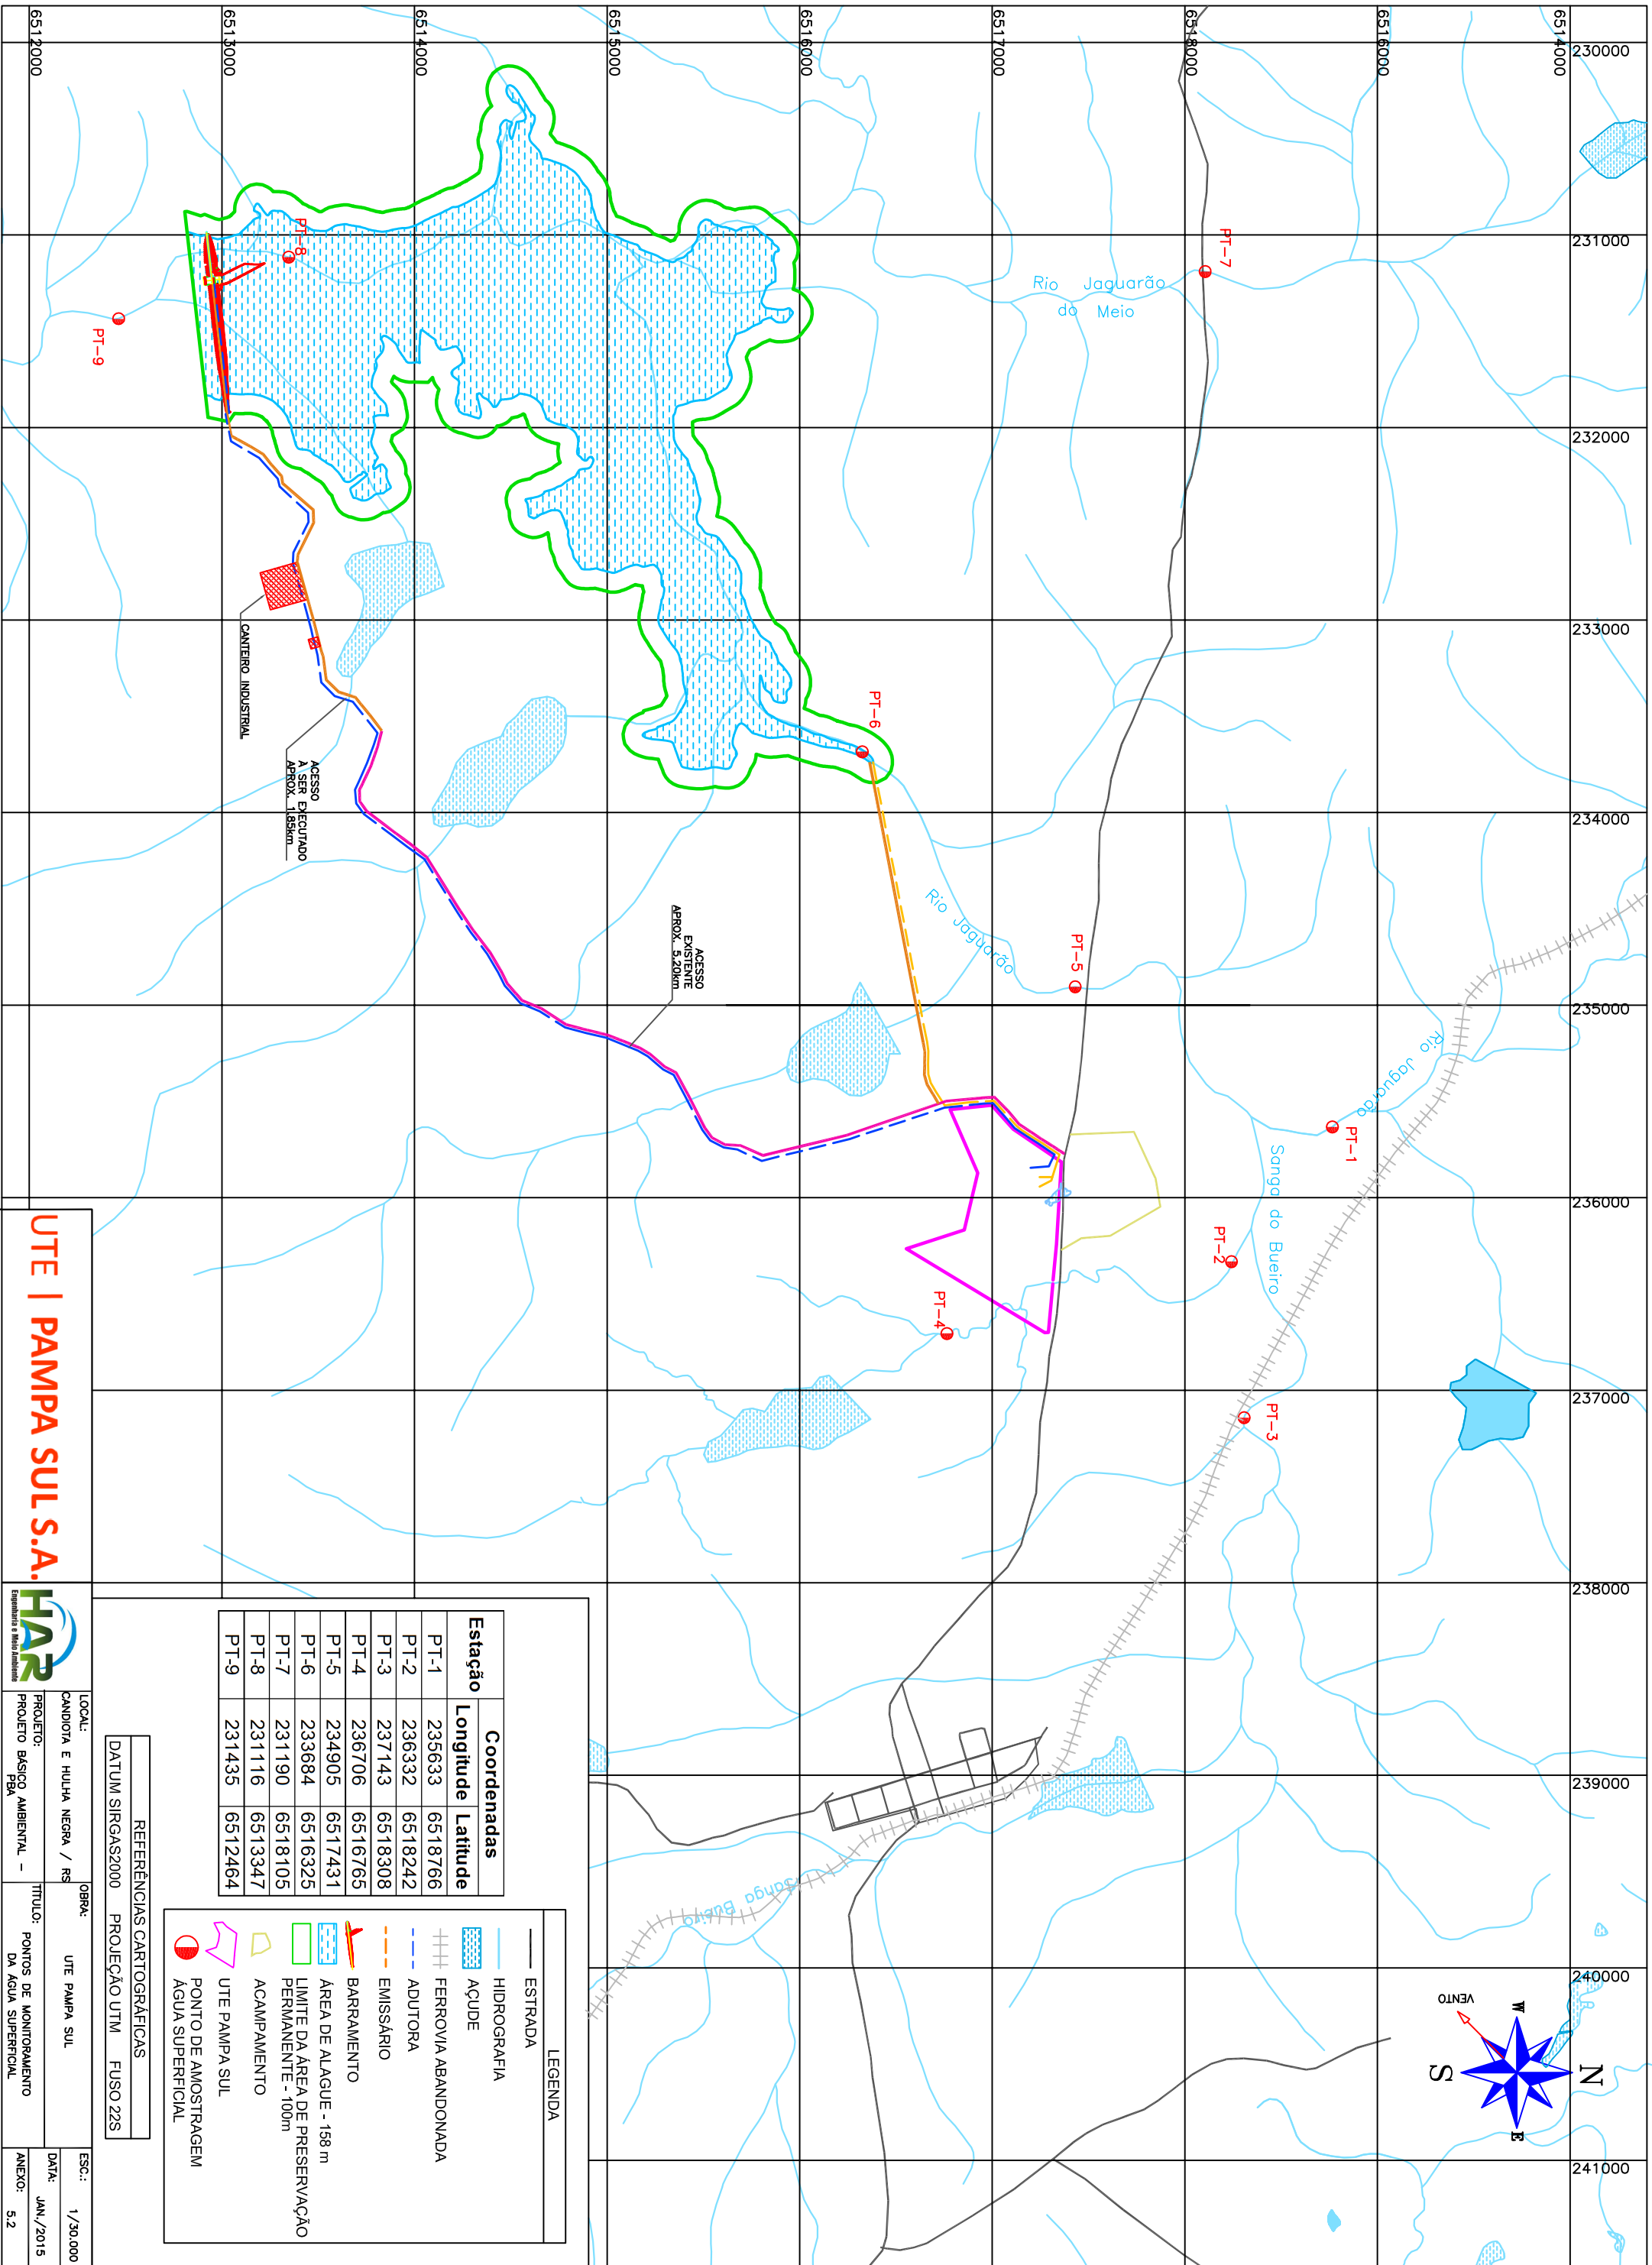 230000
231000
232000
233000
234000
235000
236000
237000
238000
239000
240000
241000
6514000
6516000
6518000
6517000
6516000
6515000
6514000
6513000
6512000
N
W
E
S
VENTO
Rio Jaguarão
do Meio
Rio Jaguarão
Rio Jaguarão
Sanga do Bueiro
Sanga Bueiro
PT-1
PT-2
PT-3
PT-4
PT-5
PT-6
PT-7
PT-8
PT-9
ACESSO
EXISTENTE
APROX. 5.20km
ACESSO
À SER EXECUTADO
APROX. 1.85km
CANTEIRO INDUSTRIAL
Estação Coordenadas
Longitude Latitude
PT-1 235633 6518766
PT-2 236332 6518242
PT-3 237143 6518308
PT-4 236706 6516765
PT-5 234905 6517431
PT-6 233684 6516325
PT-7 231190 6518105
PT-8 231116 6513347
PT-9 231435 6512464
LEGENDA
ESTRADA
HIDROGRAFIA
AÇUDE
FERROVIA ABANDONADA
ADUTORA
EMISSÁRIO
BARRAMENTO
ÁREA DE ALAGUE - 158 m
LIMITE DA ÁREA DE PRESERVAÇÃO
PERMANENTE - 100m
ACAMPAMENTO
UTE PAMPA SUL
PONTO DE AMOSTRAGEM
ÁGUA SUPERFICIAL
REFERÊNCIAS CARTOGRÁFICAS
DATUM SIRGAS2000 PROJEÇÃO UTM FUSO 22S
UTE | PAMPA SUL S.A.
HAR
Engenharia e Meio Ambiente
LOCAL:
CANDIOTA E HULHA NEGRA / RS
OBRA:
UTE PAMPA SUL
ESC.: 1/30.000
DATA: JAN./2015
PROJETO:
PROJETO BÁSICO AMBIENTAL –
PBA
TÍTULO:
PONTOS DE MONITORAMENTO
DA ÁGUA SUPERFICIAL
ANEXO: 5.2